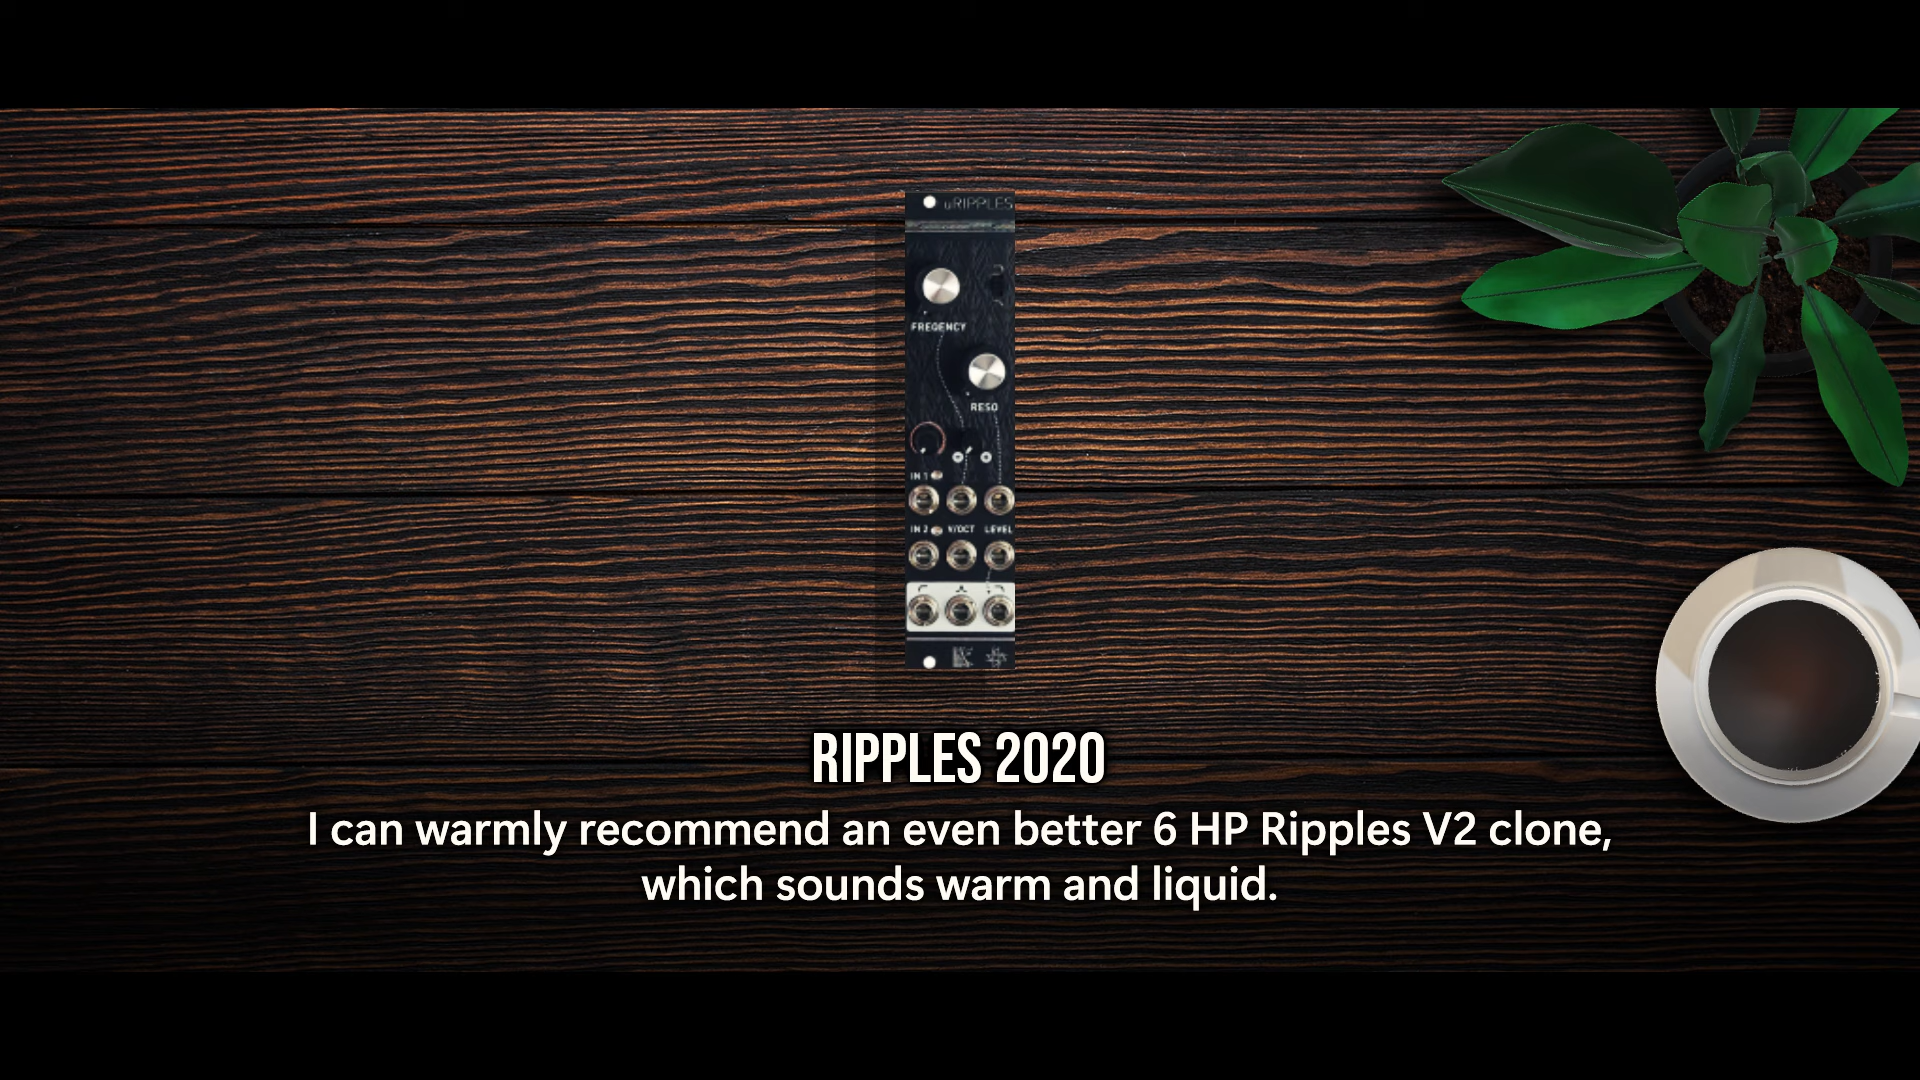 uRIPPLES
FREQENCY
RESO
IN 1
IN 2 V/OCT LEVEL
RIPPLES 2020
I can warmly recommend an even better 6 HP Ripples V2 clone,
which sounds warm and liquid.